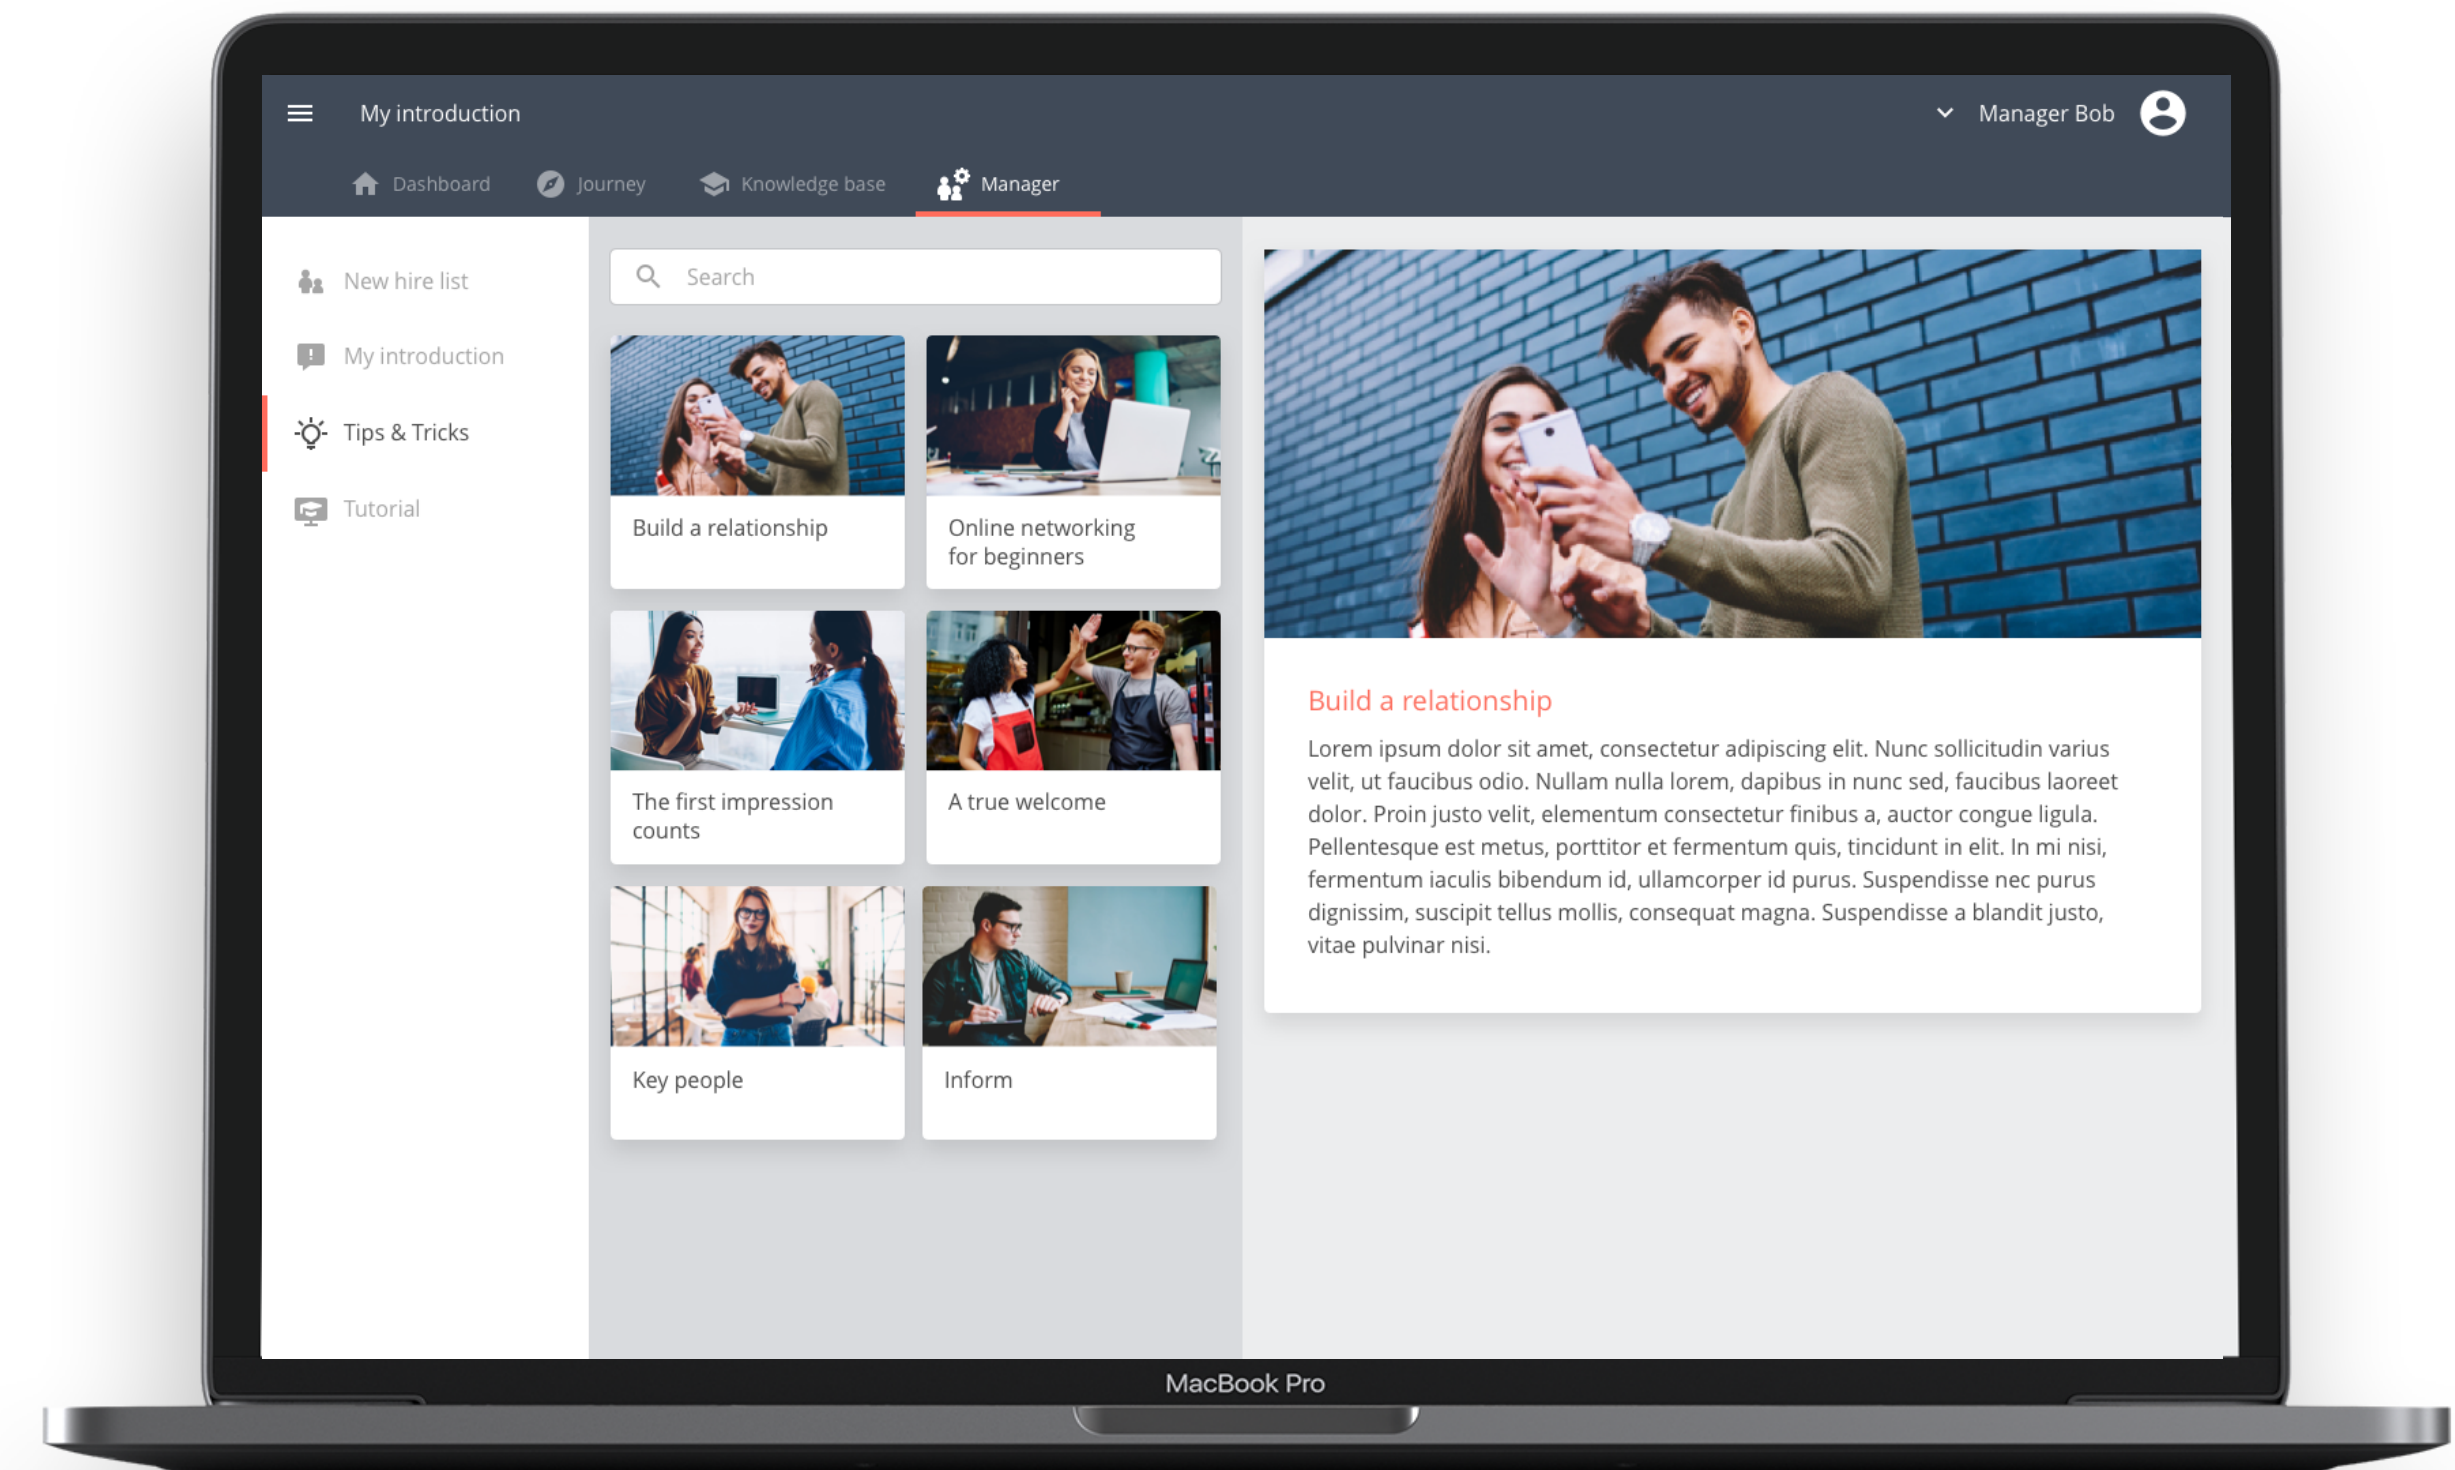 My introduction
Manager Bob
Dashboard
Journey
Knowledge base
Manager
New hire list
My introduction
Tips & Tricks
Tutorial
Search
Build a relationship
Online networking
for beginners
The first impression
counts
A true welcome
Key people
Inform
Build a relationship
Lorem ipsum dolor sit amet, consectetur adipiscing elit. Nunc sollicitudin varius
velit, ut faucibus odio. Nullam nulla lorem, dapibus in nunc sed, faucibus laoreet
dolor. Proin justo velit, elementum consectetur finibus a, auctor congue ligula.
Pellentesque est metus, porttitor et fermentum quis, tincidunt in elit. In mi nisi,
fermentum iaculis bibendum id, ullamcorper id purus. Suspendisse nec purus
dignissim, suscipit tellus mollis, consequat magna. Suspendisse a blandit justo,
vitae pulvinar nisi.
MacBook Pro